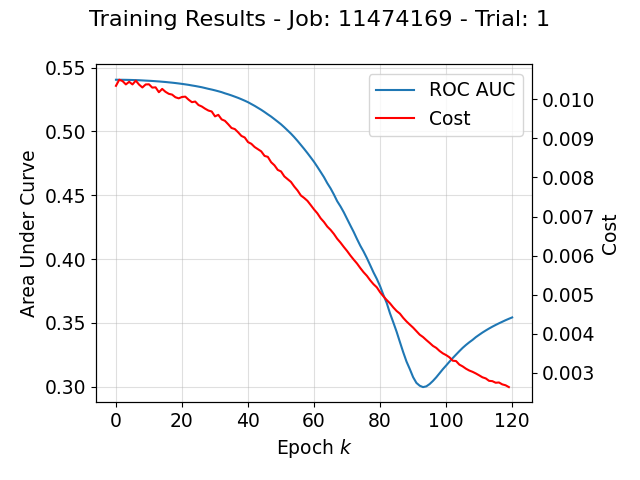 Training Results - Job: 11474169 - Trial: 1
ROC AUC
Cost
Area Under Curve
0.55
0.50
0.45
0.40
0.35
0.30
0.010
0.009
0.008
0.007
0.006
0.005
0.004
0.003
Cost
0 20 40 60 80 100 120
Epoch k